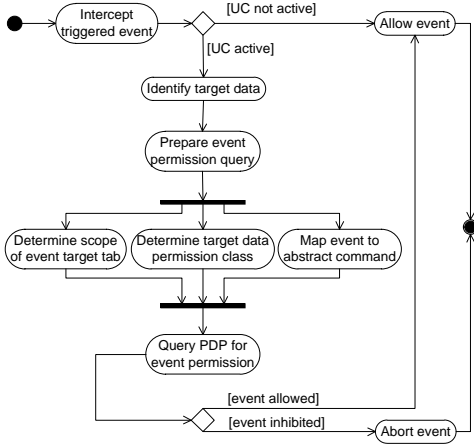 Intercept
triggered event
[UC not active]
Allow event
[UC active]
Identify target data
Prepare event
permission query
Determine scope
of event target tab
Determine target data
permission class
Map event to
abstract command
Query PDP for
event permission
[event allowed]
[event inhibited]
Abort event